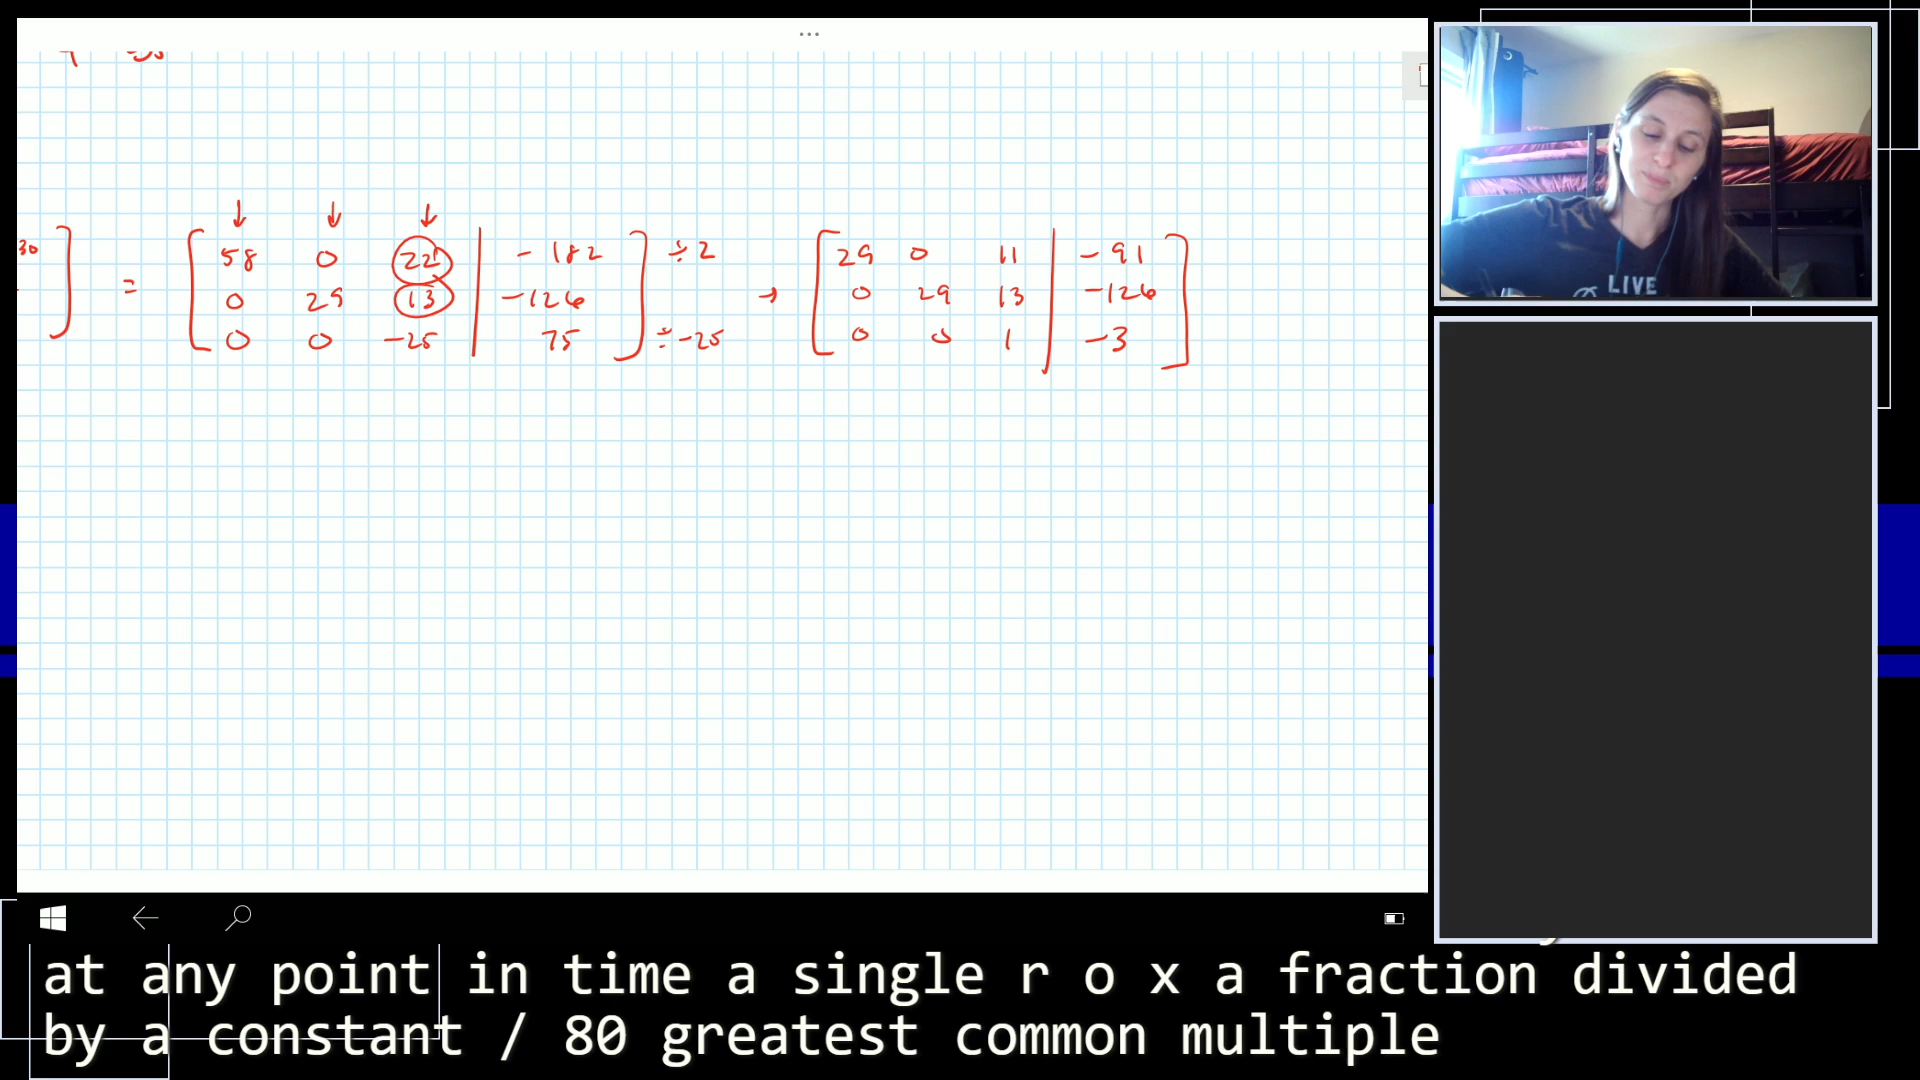 30
= [ 58 0 22 | -182 ] ÷ 2 → [ 29 0 11 | -91 ]
0 29 13 | -126 0 29 13 | -126
0 0 -25 | 75 ÷ -25 0 0 1 | -3
LIVE
at any point in time a single r o x a fraction divided
by a constant / 80 greatest common multiple